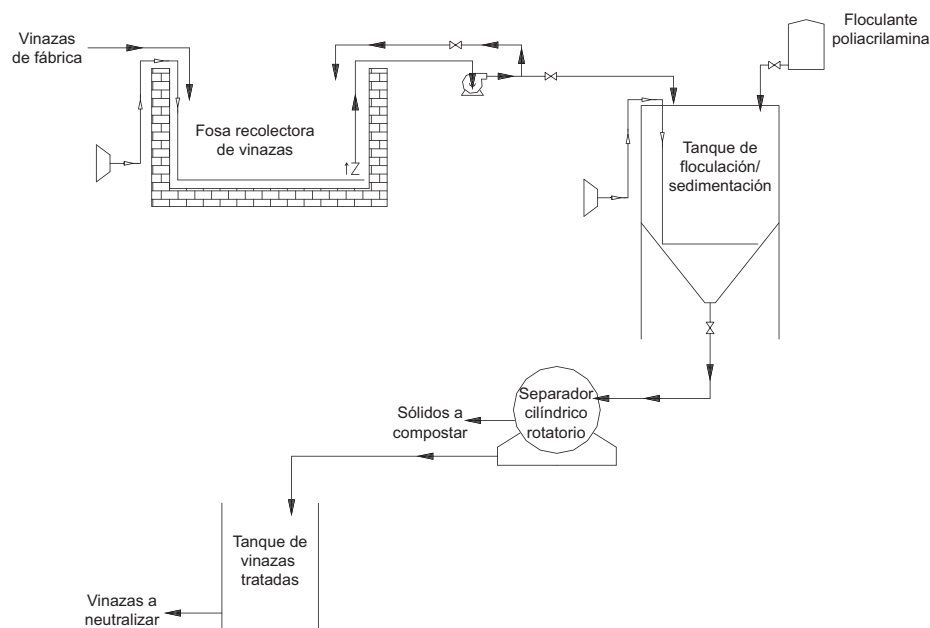 Vinazas
de fábrica
Floculante
poliacrilamina
Fosa recolectora
de vinazas
Tanque de
floculación/
sedimentación
Separador
cilíndrico
rotatorio
Sólidos a
compostar
Tanque de
vinazas
tratadas
Vinazas a
neutralizar